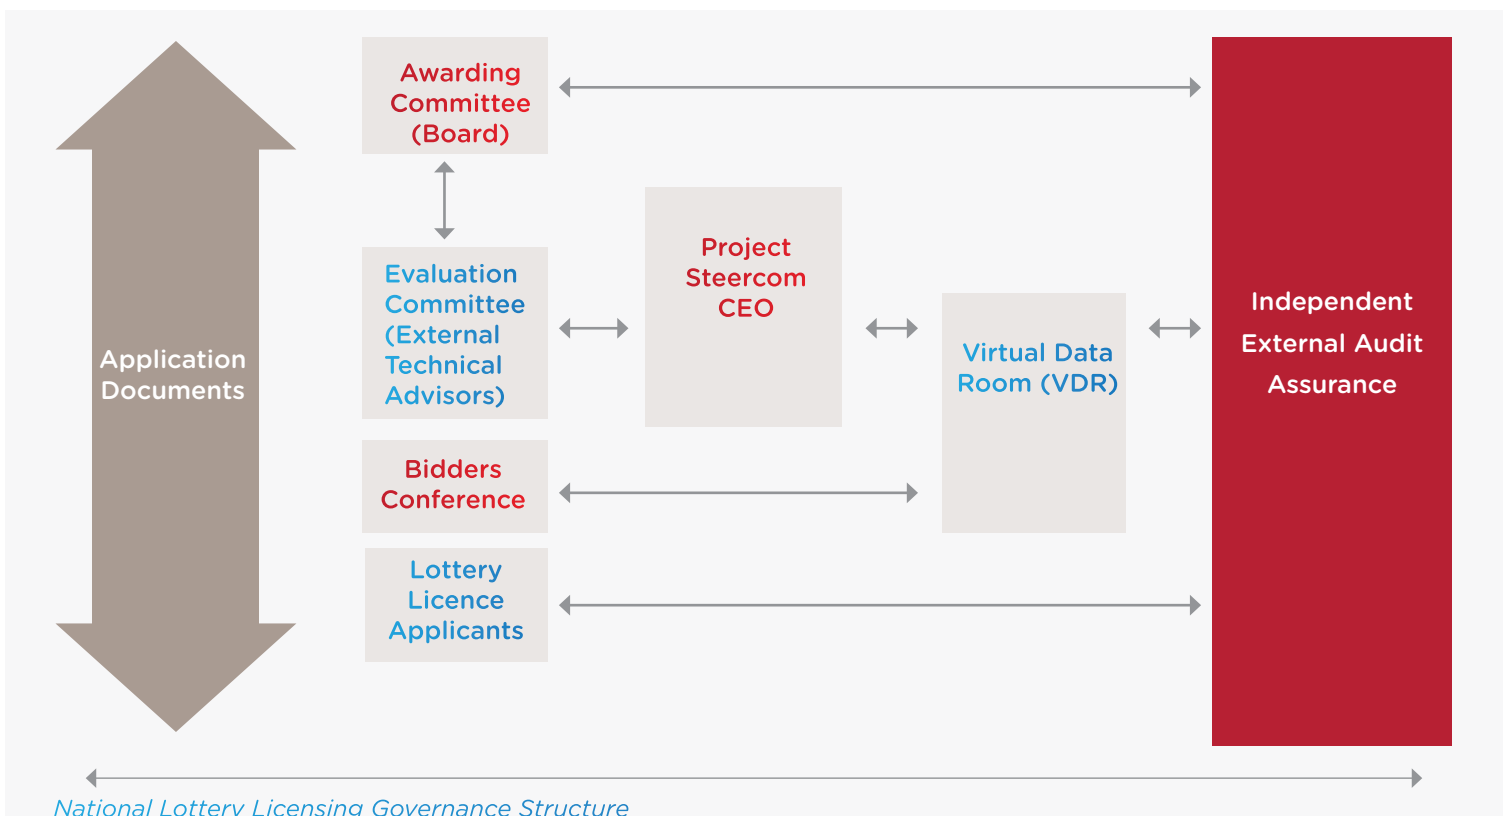 Application
Documents
Awarding
Committee
(Board)
Evaluation
Committee
(External
Technical
Advisors)
Project
Steercom
CEO
Virtual Data
Room (VDR)
Bidders
Conference
Lottery
Licence
Applicants
Independent
External Audit
Assurance
National Lottery Licensing Governance Structure